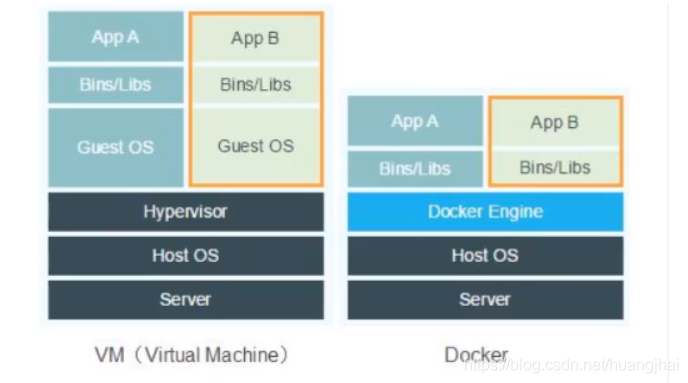 App A
App B
Bins/Libs
Bins/Libs
Guest OS
Guest OS
Hypervisor
Host OS
Server
VM（Virtual Machine）
App A
App B
Bins/Libs
Bins/Libs
Docker Engine
Host OS
Server
Docker
https://blog.csdn.net/huangjhai